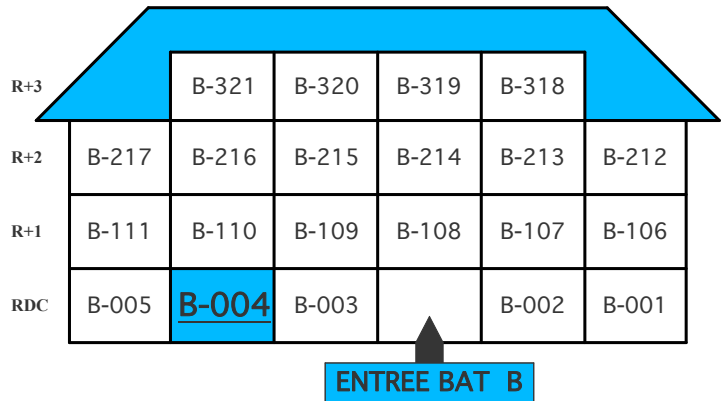 R+3 B-321 B-320 B-319 B-318
R+2 B-217 B-216 B-215 B-214 B-213 B-212
R+1 B-111 B-110 B-109 B-108 B-107 B-106
RDC B-005 B-004 B-003 B-002 B-001
ENTREE BAT B